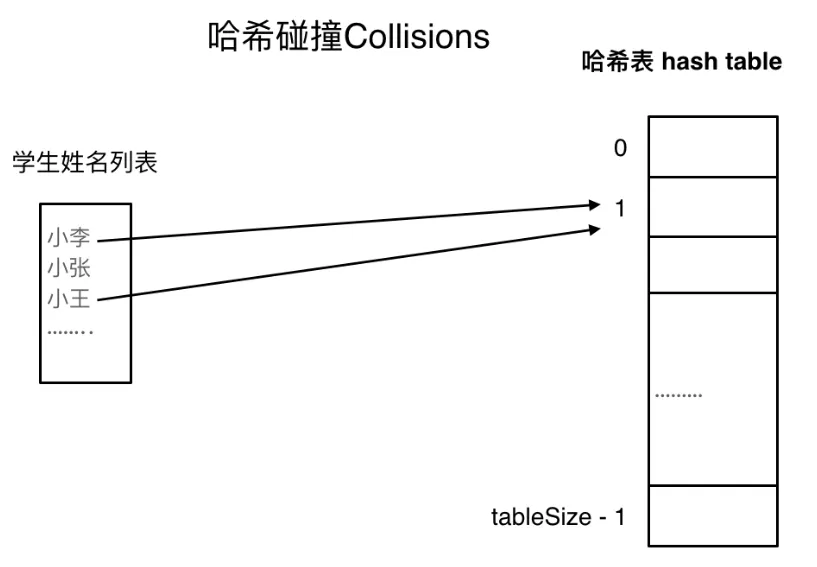 哈希碰撞Collisions
哈希表 hash table
学生姓名列表
小李
小张
小王
........
0
1
.........
tableSize - 1